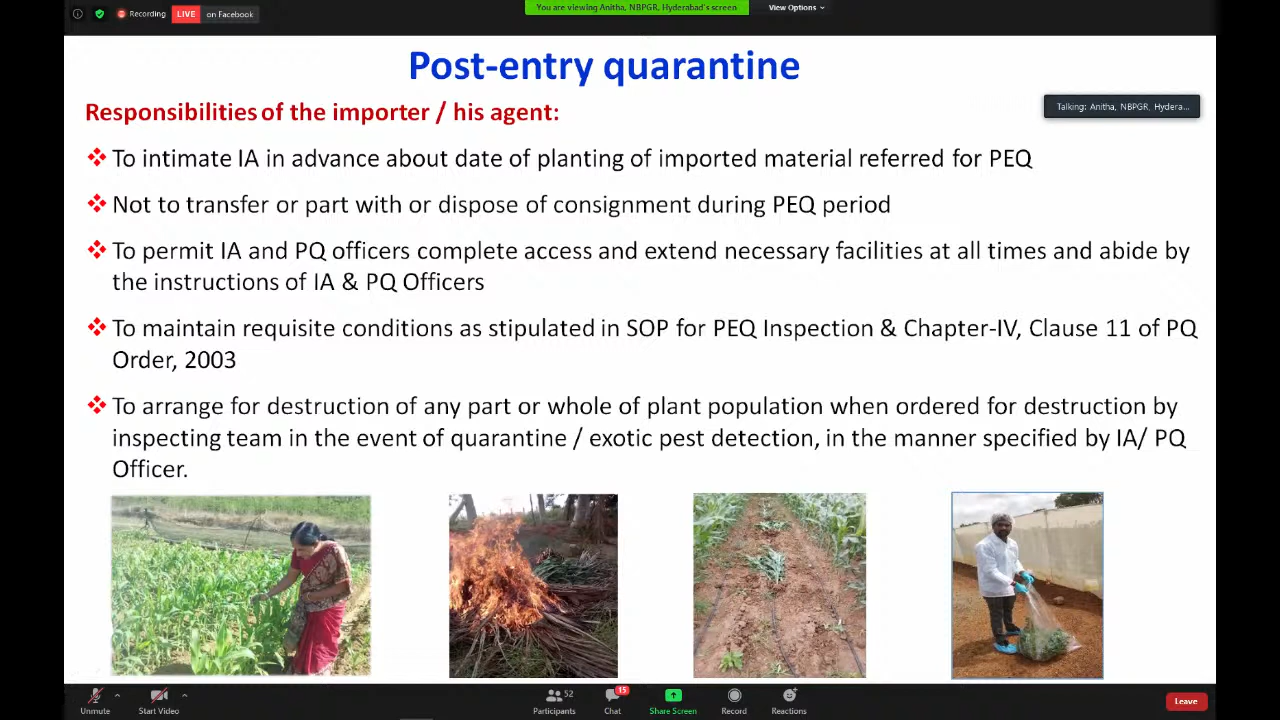 Recording
LIVE
on Facebook
You are viewing Anitha, NBPGR, Hyderabad's screen
View Options
Post-entry quarantine
Talking: Anitha, NBPGR, Hydera...
Responsibilities of the importer / his agent:
To intimate IA in advance about date of planting of imported material referred for PEQ
Not to transfer or part with or dispose of consignment during PEQ period
To permit IA and PQ officers complete access and extend necessary facilities at all times and abide by
the instructions of IA & PQ Officers
To maintain requisite conditions as stipulated in SOP for PEQ Inspection & Chapter-IV, Clause 11 of PQ
Order, 2003
To arrange for destruction of any part or whole of plant population when ordered for destruction by
inspecting team in the event of quarantine / exotic pest detection, in the manner specified by IA/ PQ
Officer.
Unmute
Start Video
52
Participants
15
Chat
Share Screen
Record
Reactions
Leave